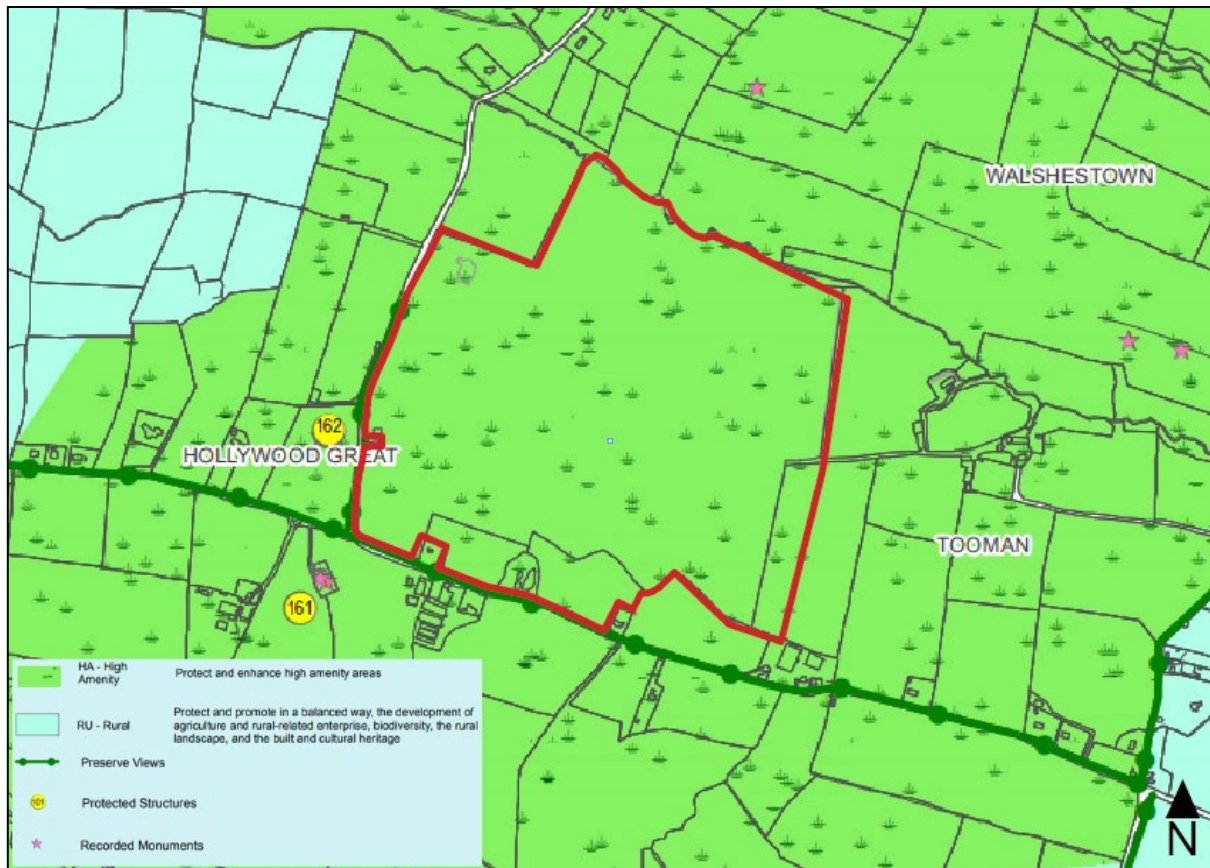 WALSHESTOWN
162
HOLLYWOOD GREAT
TOOMAN
161
HA - High
Amenity
Protect and enhance high amenity areas
RU - Rural
Protect and promote in a balanced way, the development of
agriculture and rural-related enterprise, biodiversity, the rural
landscape, and the built and cultural heritage
Preserve Views
101
Protected Structures
Recorded Monuments
N